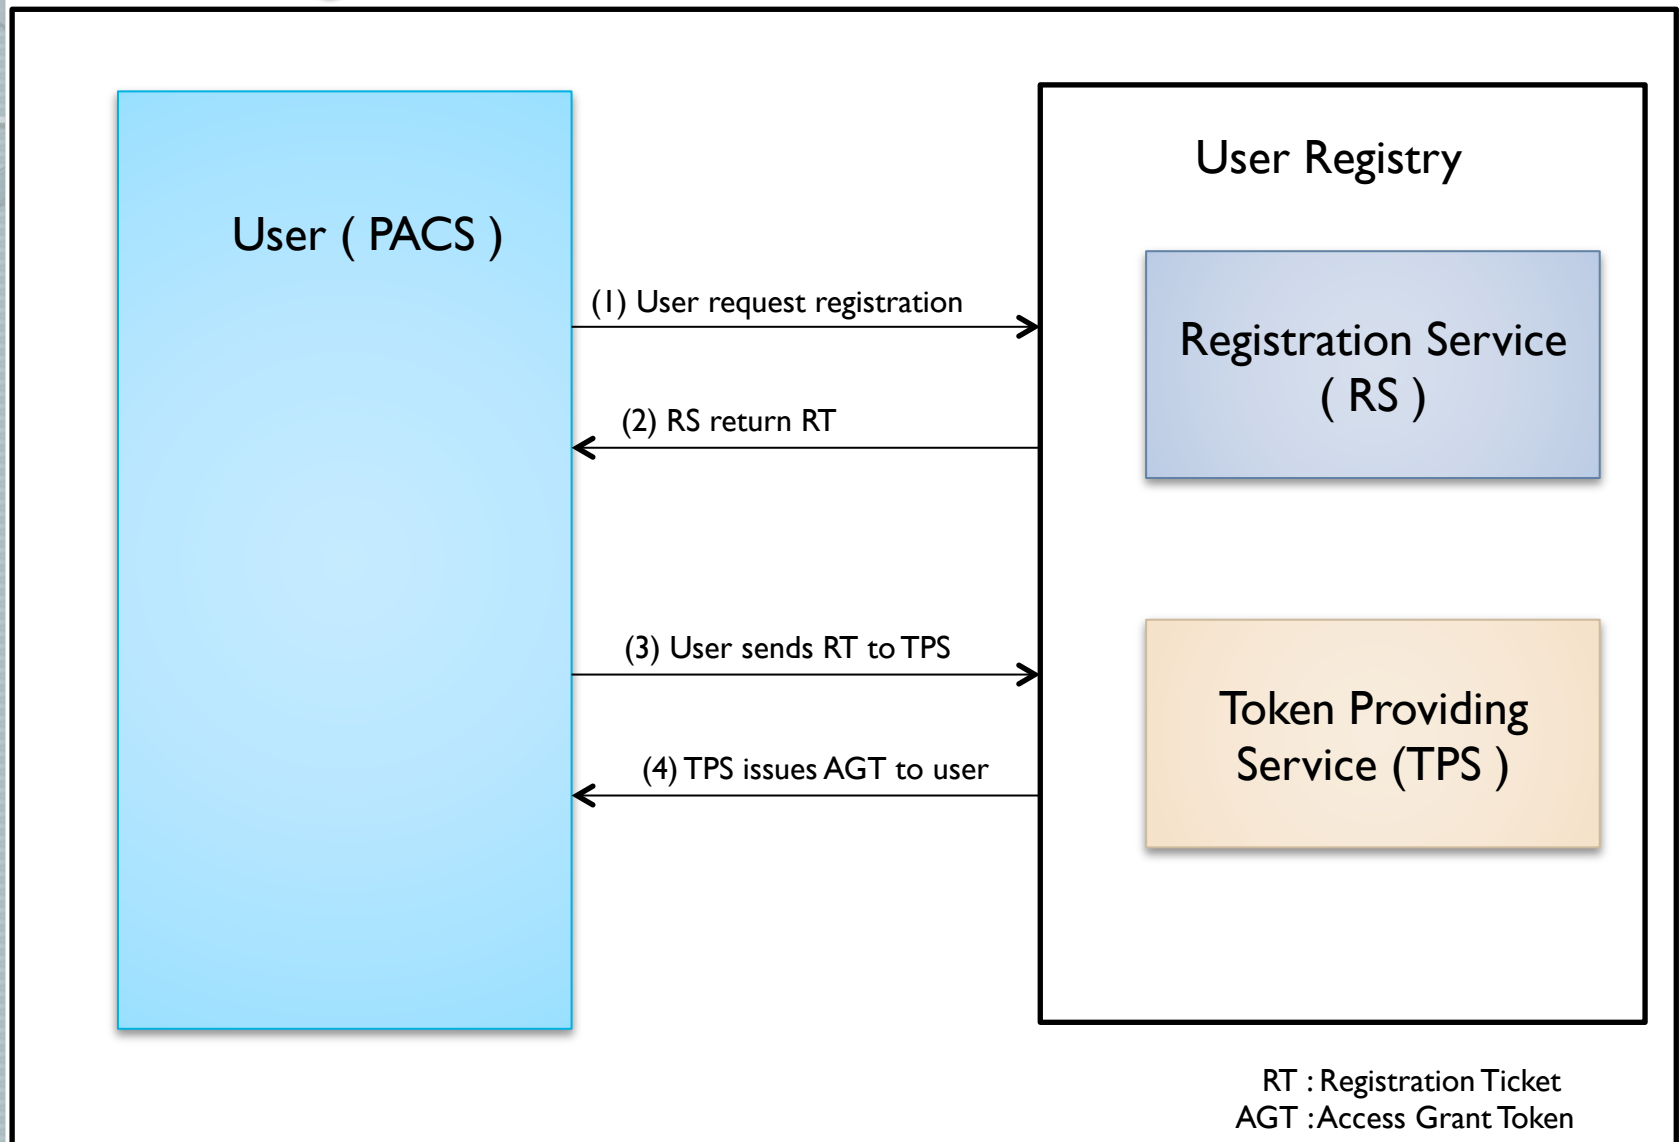 User ( PACS )
User Registry
(1) User request registration
Registration Service
( RS )
(2) RS return RT
(3) User sends RT to TPS
Token Providing
Service (TPS )
(4) TPS issues AGT to user
RT : Registration Ticket
AGT : Access Grant Token